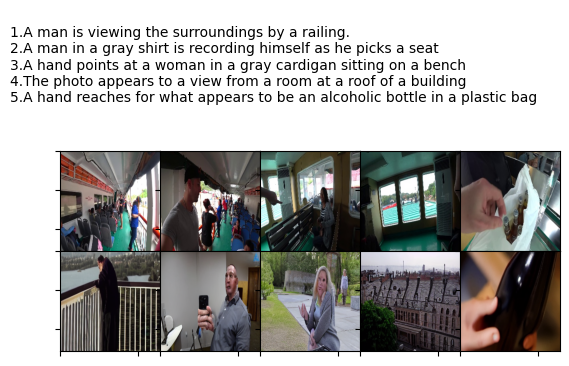 1.A man is viewing the surroundings by a railing.
2.A man in a gray shirt is recording himself as he picks a seat
3.A hand points at a woman in a gray cardigan sitting on a bench
4.The photo appears to a view from a room at a roof of a building
5.A hand reaches for what appears to be an alcoholic bottle in a plastic bag